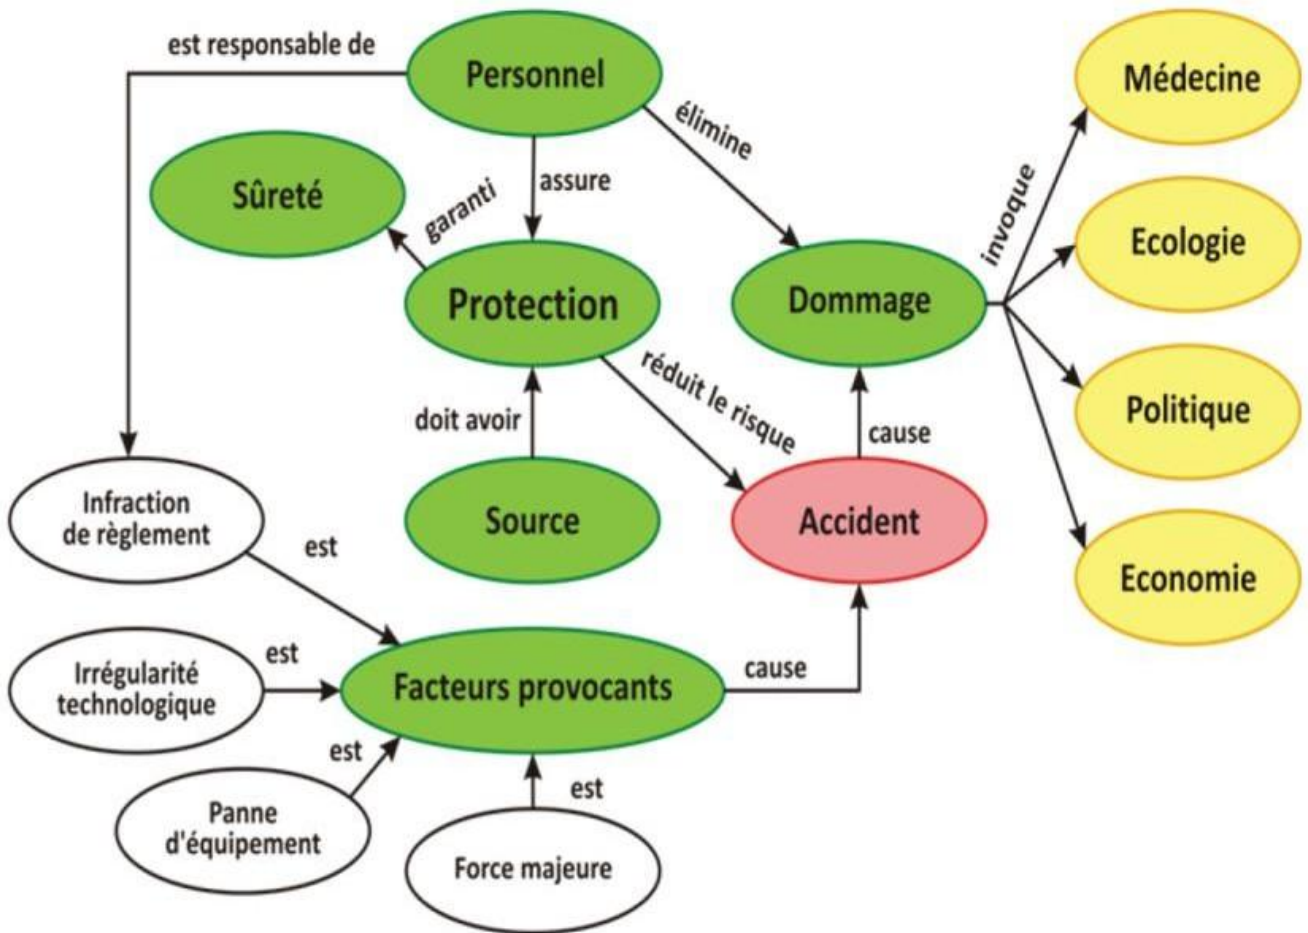 est responsable de
Personnel
élimine
Médecine
Sûreté
garanti
assure
invoque
Ecologie
Protection
Dommage
réduit le risque
doit avoir
cause
Politique
Infraction
de règlement
est
Source
Accident
Economie
Irrégularité
technologique
est
Facteurs provocants
cause
est
Panne
d'équipement
est
Force majeure